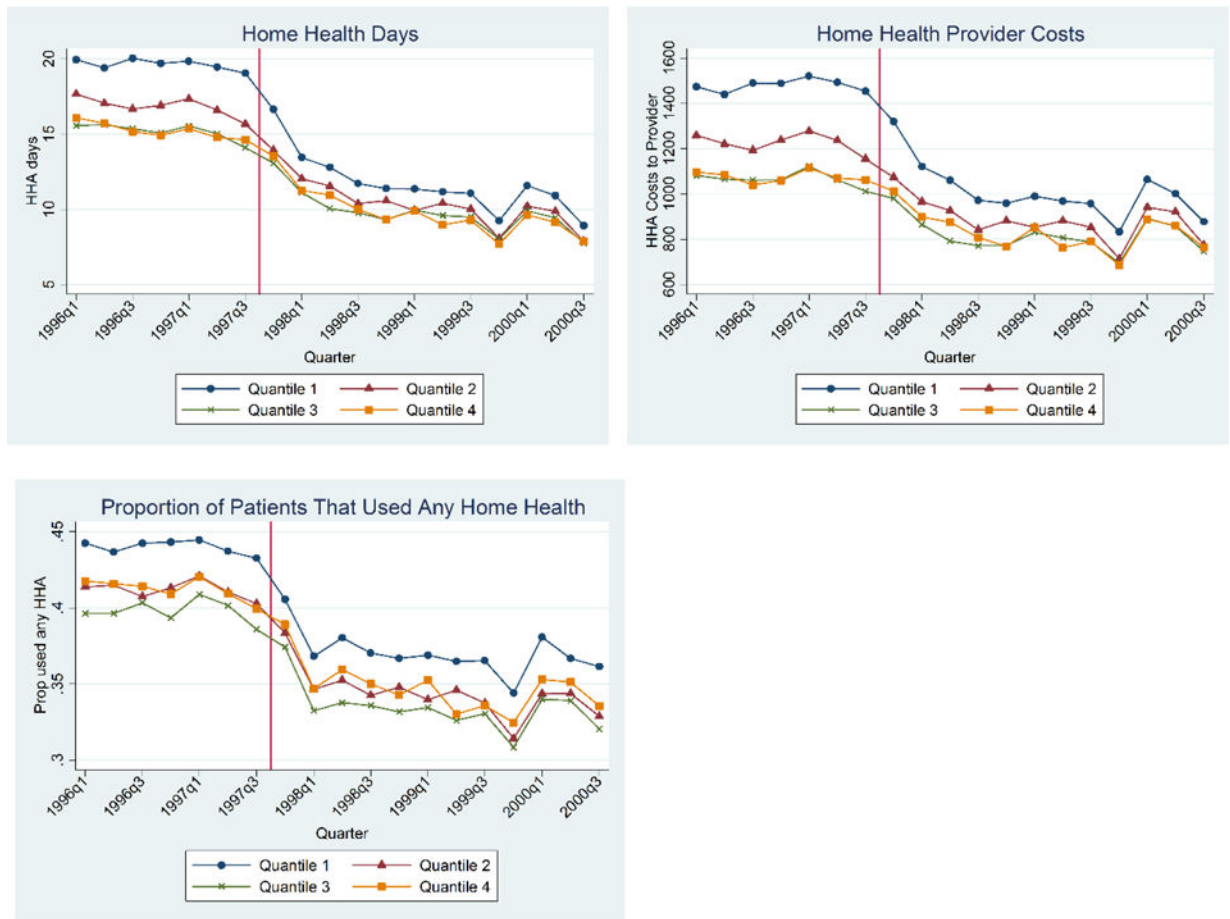 Home Health Days
20
15
10
5
HHA days
1996q1
1996q3
1997q1
1997q3
1998q1
1998q3
1999q1
1999q3
2000q1
2000q3
Quarter
Quantile 1 Quantile 2
Quantile 3 Quantile 4
Home Health Provider Costs
1600
1400
1200
1000
800
600
HHA Costs to Provider
1996q1
1996q3
1997q1
1997q3
1998q1
1998q3
1999q1
1999q3
2000q1
2000q3
Quarter
Quantile 1 Quantile 2
Quantile 3 Quantile 4
Proportion of Patients That Used Any Home Health
.45
.4
.35
.3
Prop used any HHA
1996q1
1996q3
1997q1
1997q3
1998q1
1998q3
1999q1
1999q3
2000q1
2000q3
Quarter
Quantile 1 Quantile 2
Quantile 3 Quantile 4